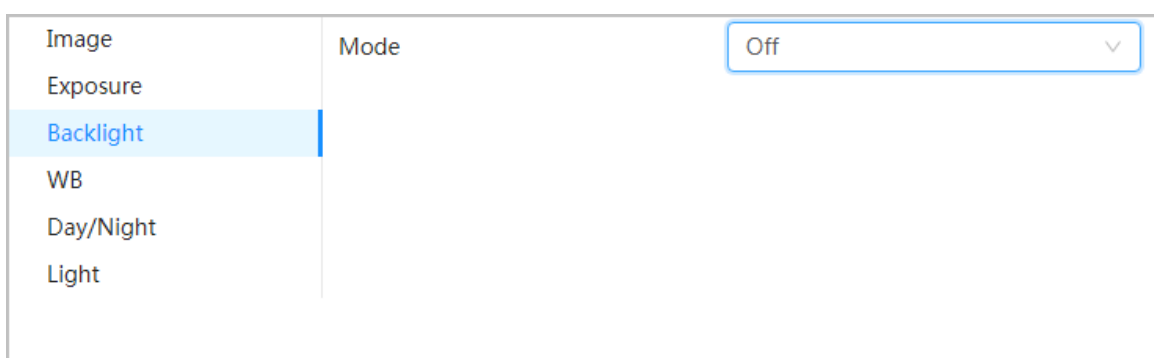 Image
Exposure
Backlight
WB
Day/Night
Light
Mode
Off